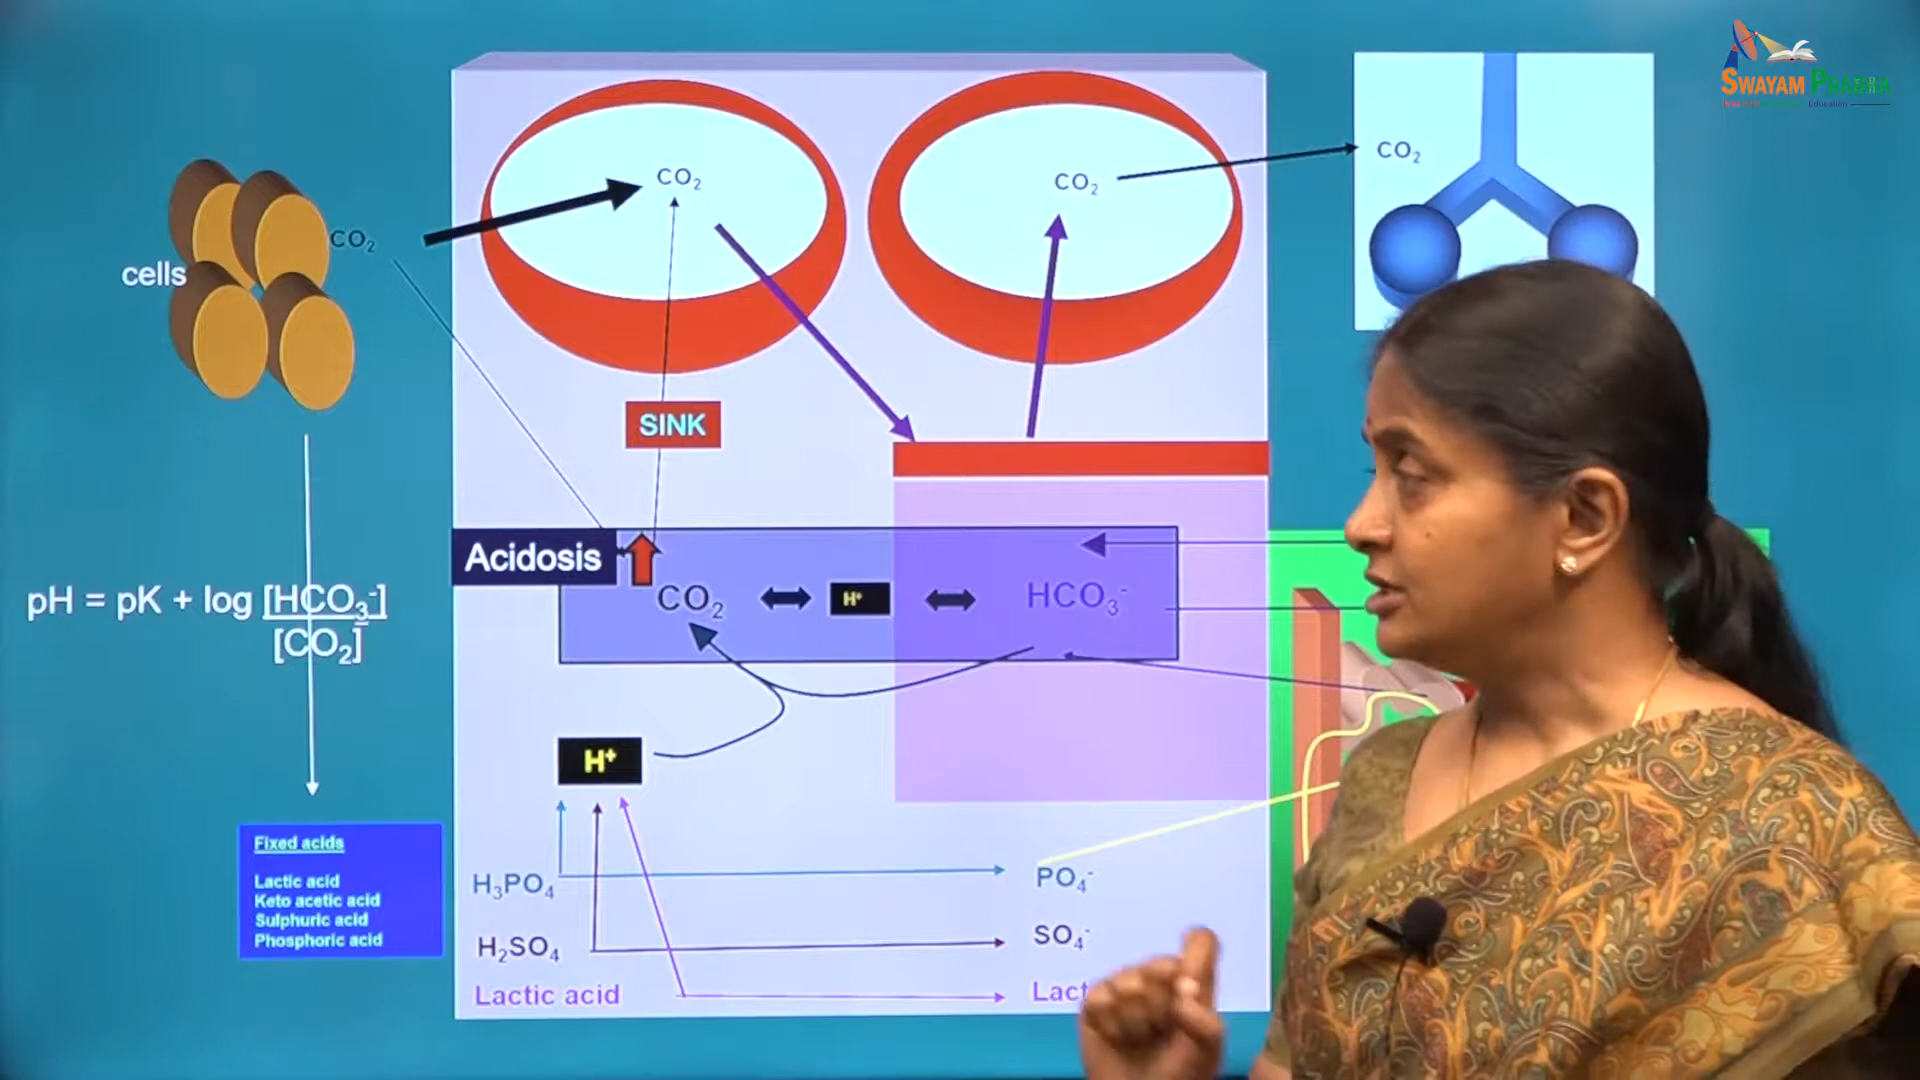 SWAYAM PRABHA
Education
CO₂
CO₂
CO₂
CO₂
cells
SINK
Acidosis
pH = pK + log [HCO₃⁻]
[CO₂]
CO₂
H⁺
HCO₃⁻
H⁺
Fixed acids
Lactic acid
Keto acetic acid
Sulphuric acid
Phosphoric acid
H₃PO₄
PO₄⁻
H₂SO₄
SO₄⁻
Lactic acid